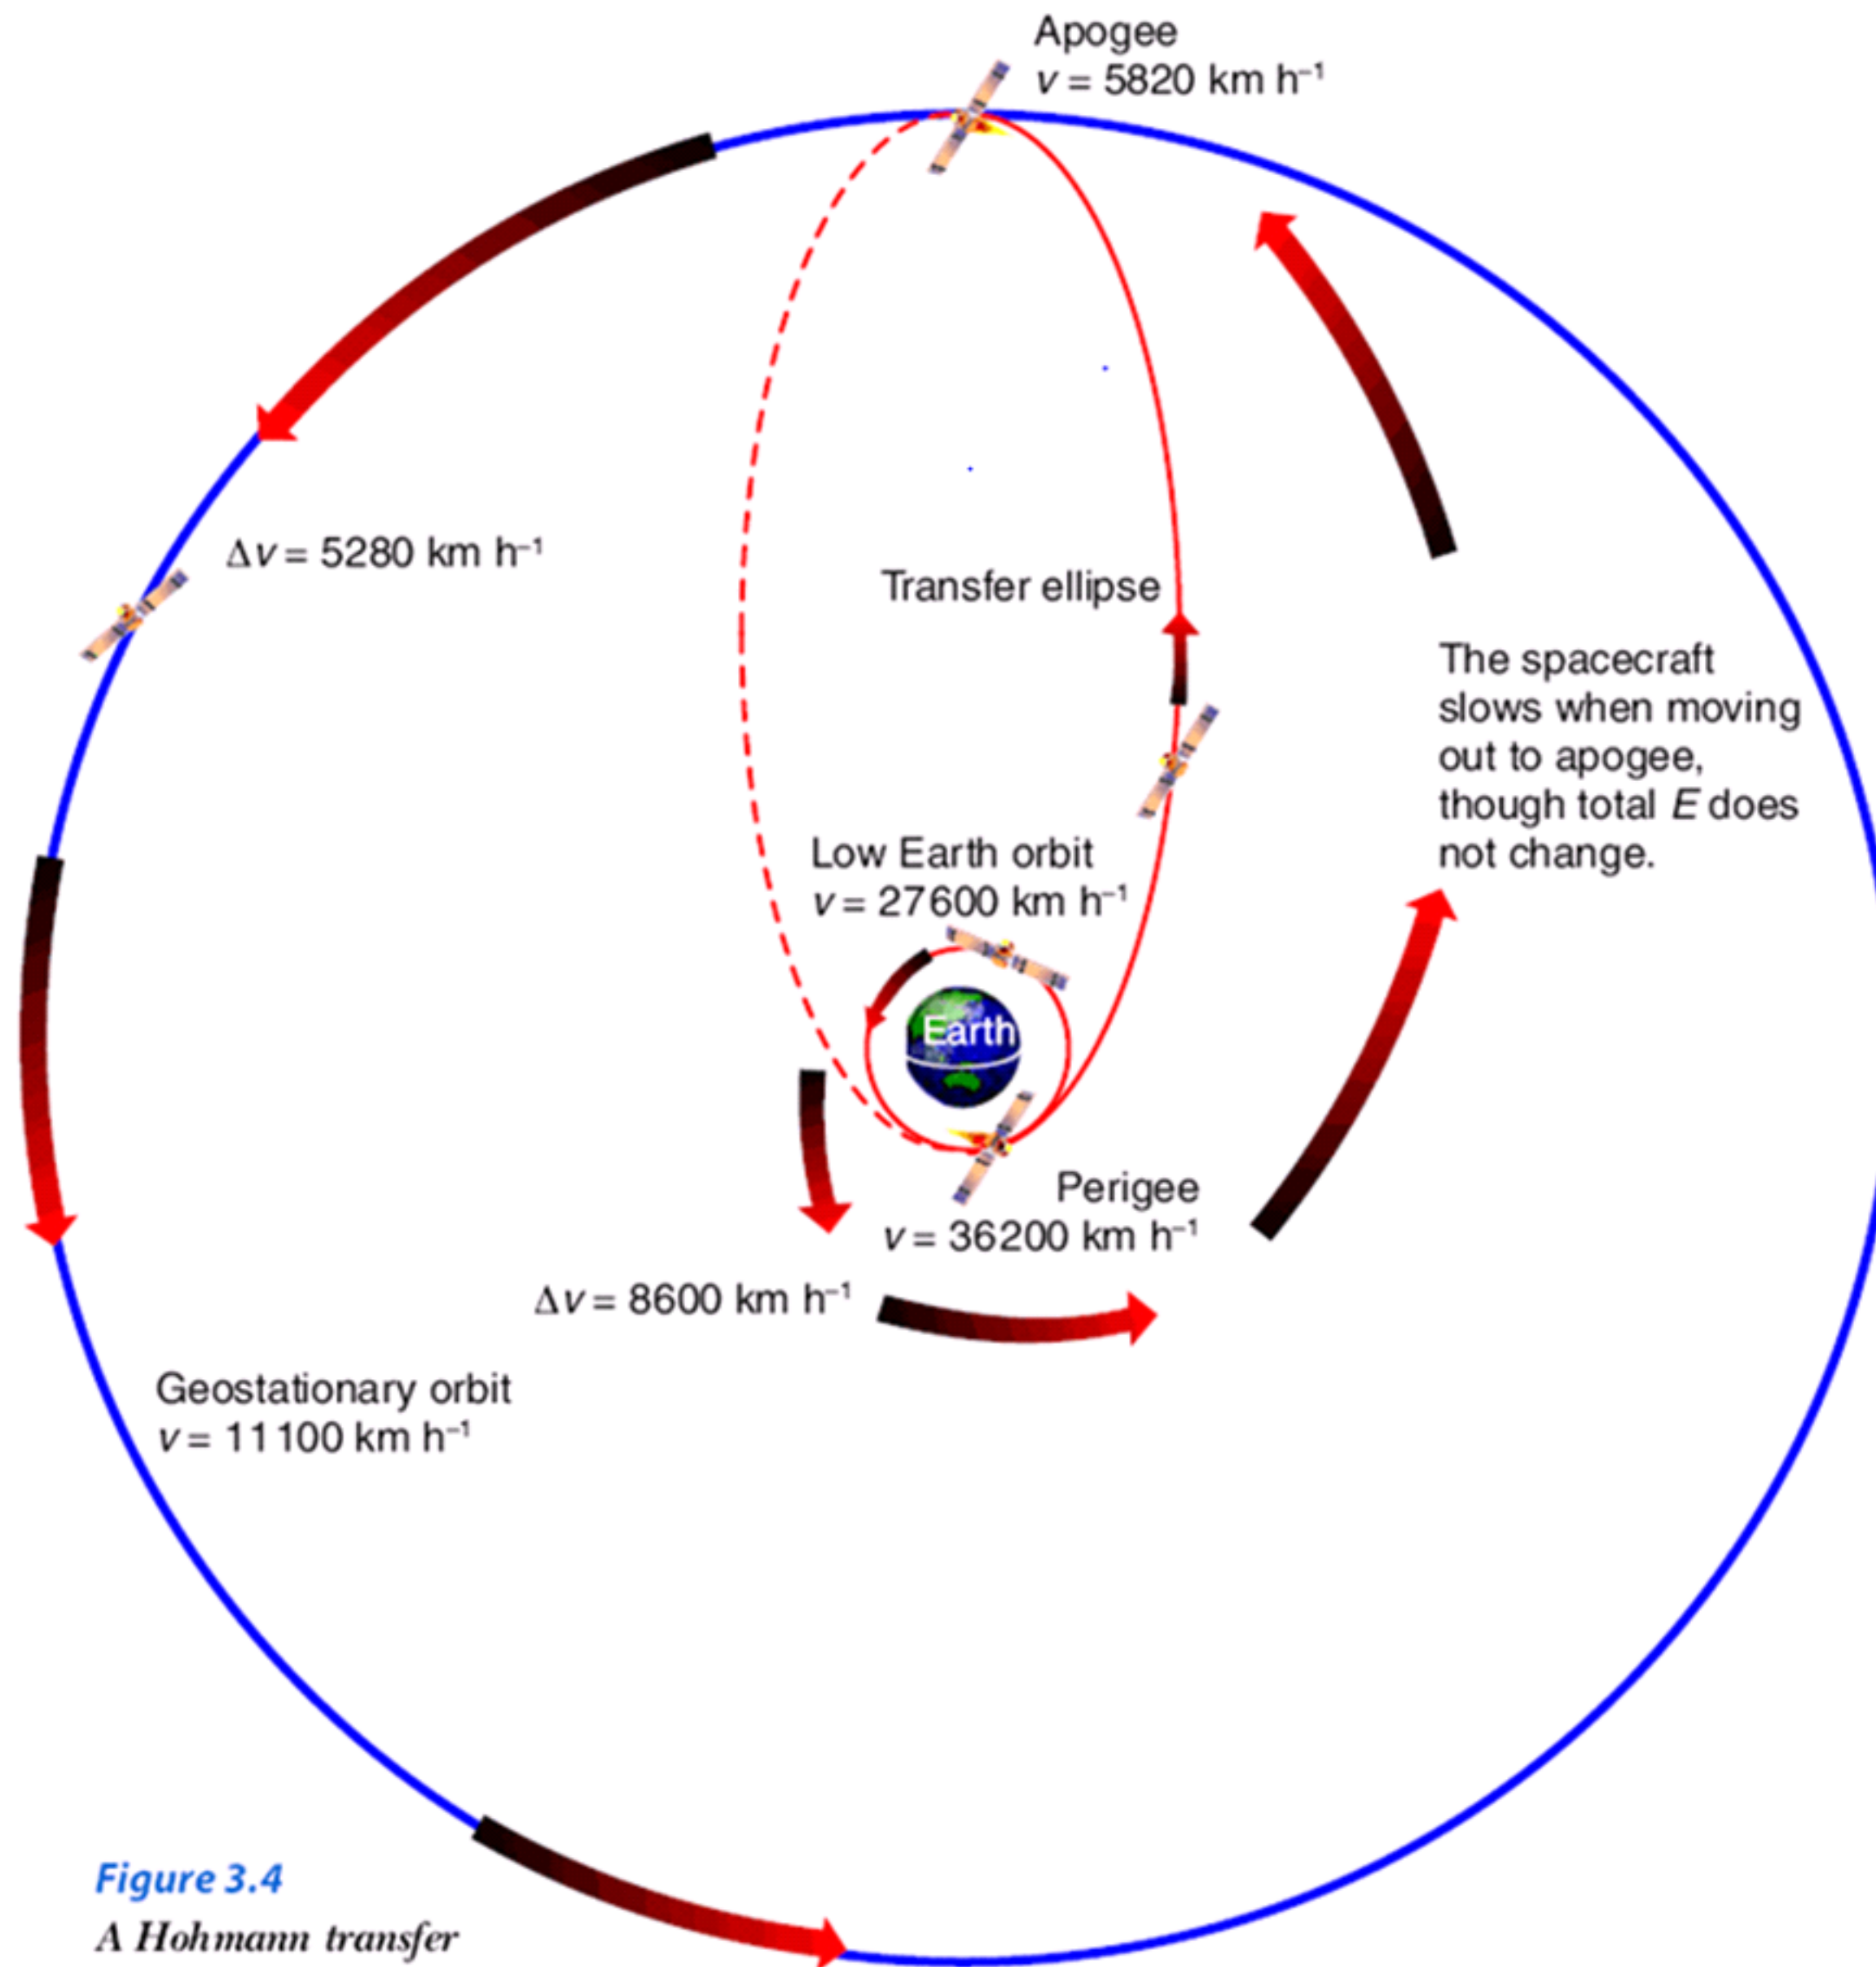 Apogee
v = 5820 km h⁻¹
Δv = 5280 km h⁻¹
Transfer ellipse
The spacecraft
slows when moving
out to apogee,
though total E does
not change.
Low Earth orbit
v = 27600 km h⁻¹
Earth
Perigee
v = 36200 km h⁻¹
Δv = 8600 km h⁻¹
Geostationary orbit
v = 11100 km h⁻¹
Figure 3.4
A Hohmann transfer